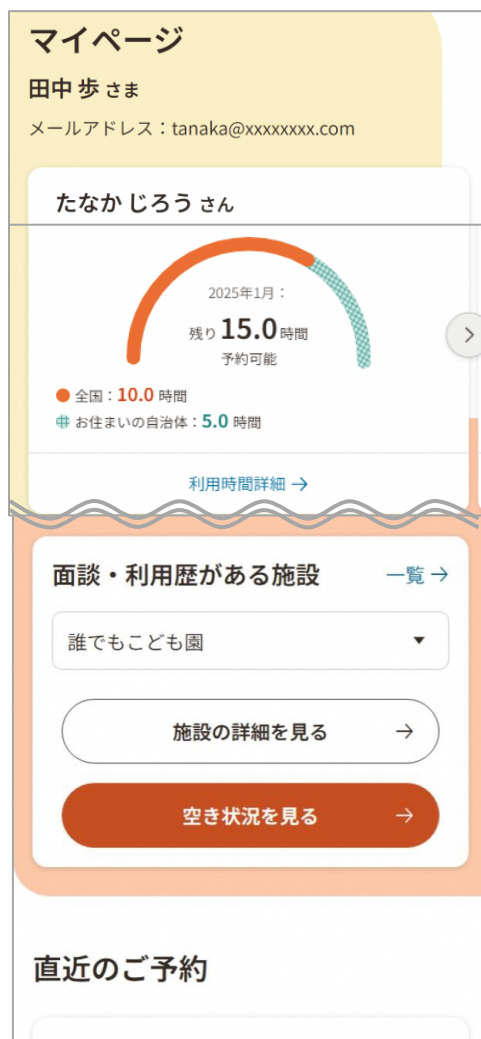 マイページ
田中 歩 さま
メールアドレス：tanaka@xxxxxxxx.com
たなか じろう さん
2025年1月：
残り 15.0 時間
予約可能
全国：10.0 時間
お住まいの自治体：5.0 時間
利用時間詳細 →
面談・利用歴がある施設
一覧 →
誰でもこども園
施設の詳細を見る →
空き状況を見る →
直近のご予約